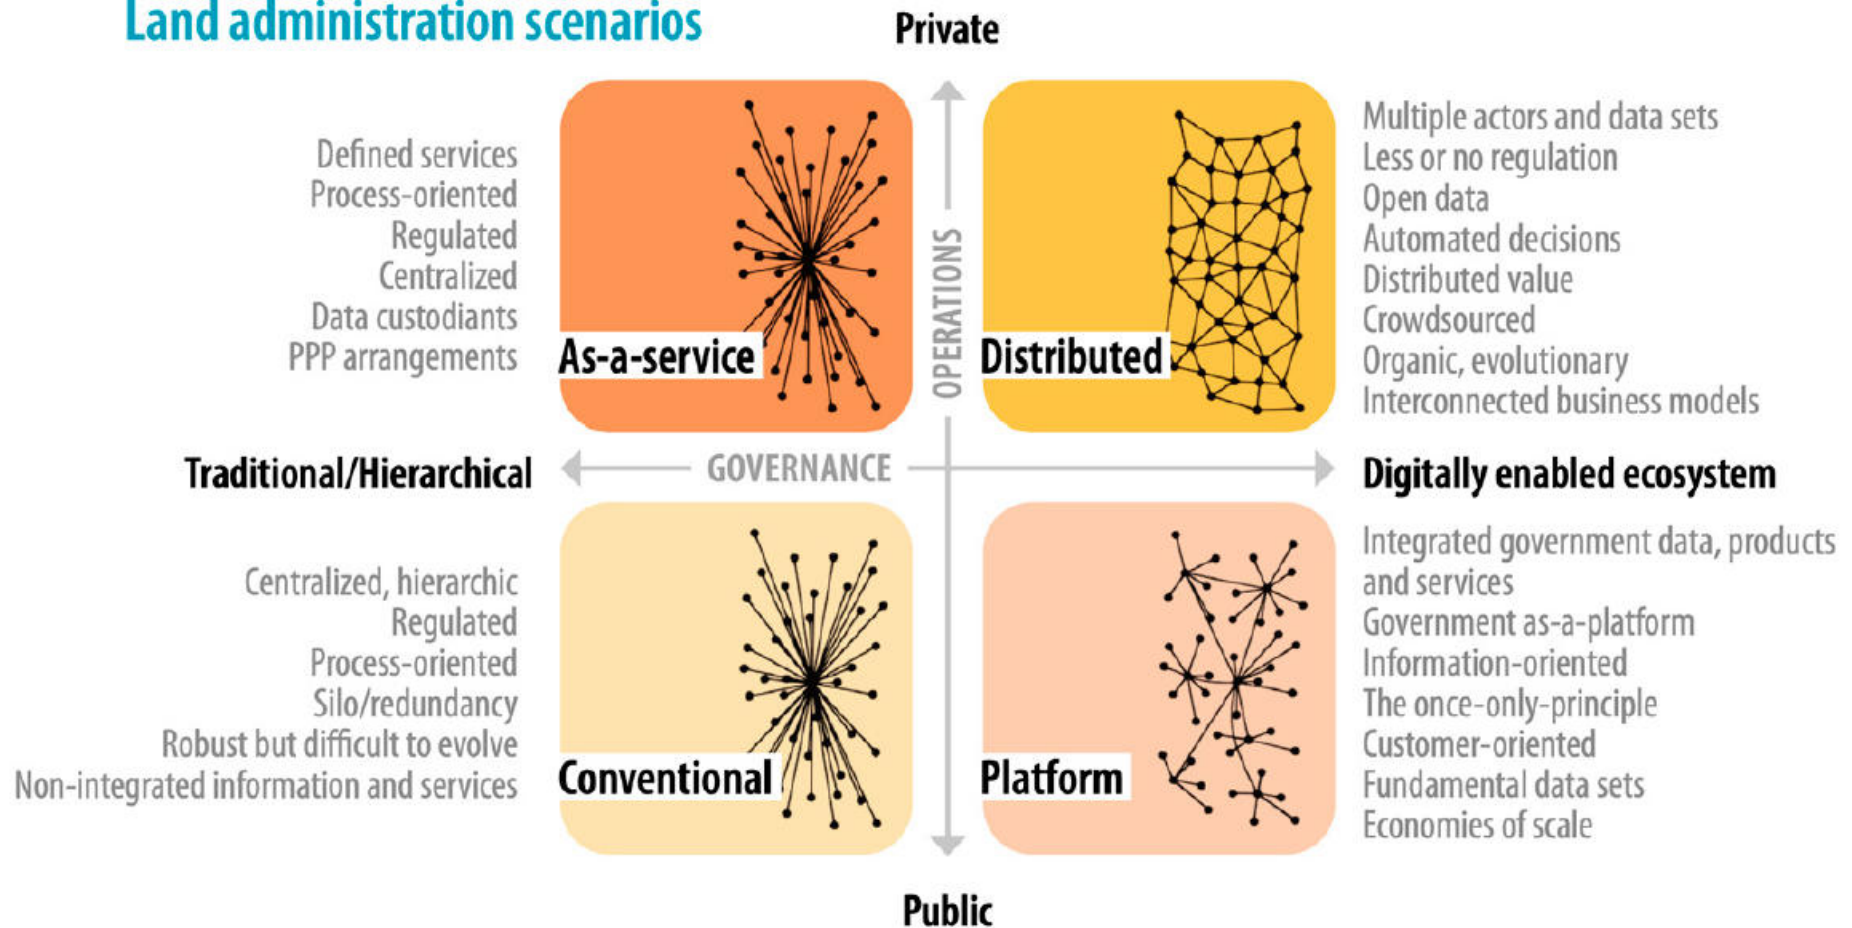 Land administration scenarios
Private
Defined services
Process-oriented
Regulated
Centralized
Data custodiants
PPP arrangements
As-a-service
OPERATIONS
Distributed
Multiple actors and data sets
Less or no regulation
Open data
Automated decisions
Distributed value
Crowdsourced
Organic, evolutionary
Interconnected business models
Traditional/Hierarchical
GOVERNANCE
Digitally enabled ecosystem
Centralized, hierarchic
Regulated
Process-oriented
Silo/redundancy
Robust but difficult to evolve
Non-integrated information and services
Conventional
Platform
Integrated government data, products
and services
Government as-a-platform
Information-oriented
The once-only-principle
Customer-oriented
Fundamental data sets
Economies of scale
Public